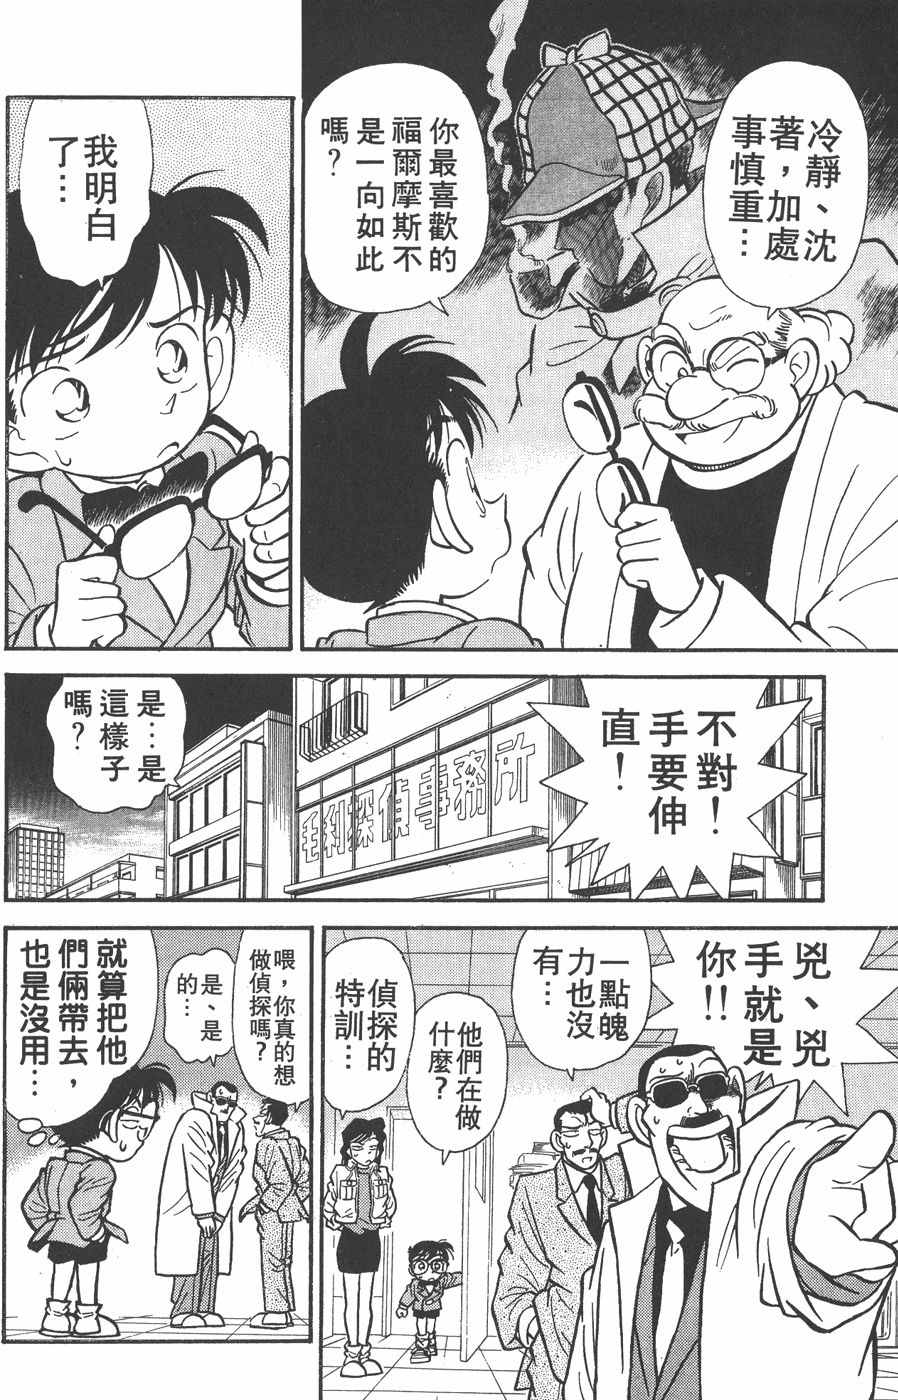 冷靜、沈
著，加處
事慎重…
你最喜歡的
福爾摩斯不
是一向如此
嗎？
我明白
了…
不對！
手要伸
直！
毛利探偵事務所
是…是
這樣子
嗎？
兇、兇
手就是
你!!
一點魄
力也沒
有…
他們在做
什麼？
偵探的
特訓…
喂，你真的想
做偵探嗎？
是、是
的…
就算把他
們倆帶去，
也是沒用…